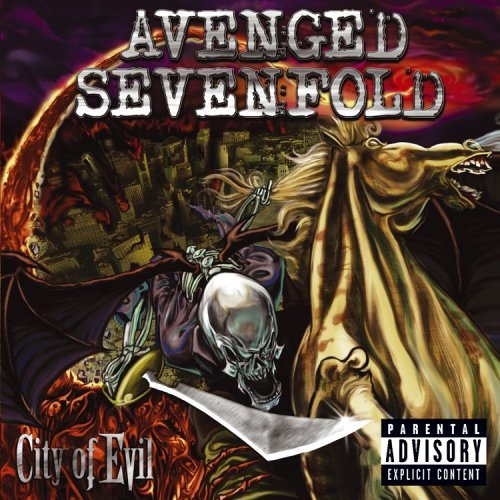 AVENGED
SEVENFOLD
City of Evil
PARENTAL
ADVISORY
EXPLICIT CONTENT